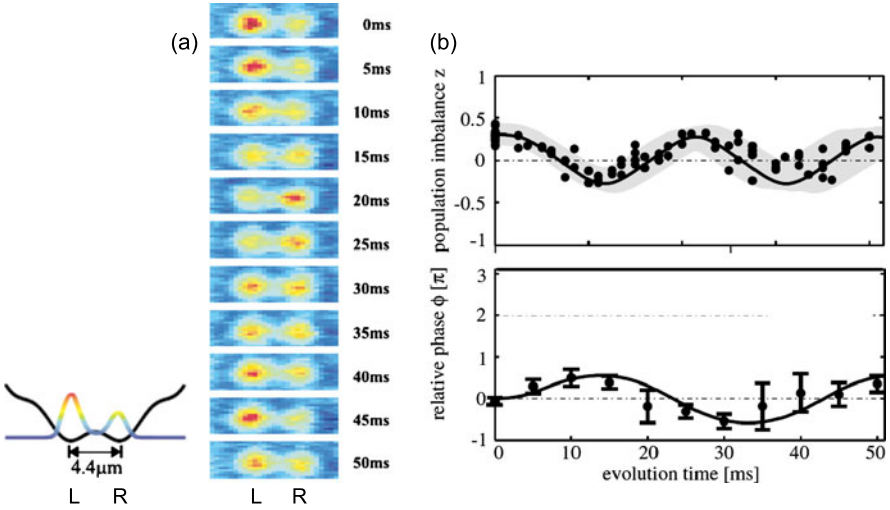 (a)
0ms
5ms
10ms
15ms
20ms
25ms
30ms
35ms
40ms
45ms
50ms
L R
4.4μm
L R
(b)
population imbalance z
1
0.5
0
-0.5
-1
relative phase ϕ [π]
3
2
1
0
-1
0 10 20 30 40 50
evolution time [ms]